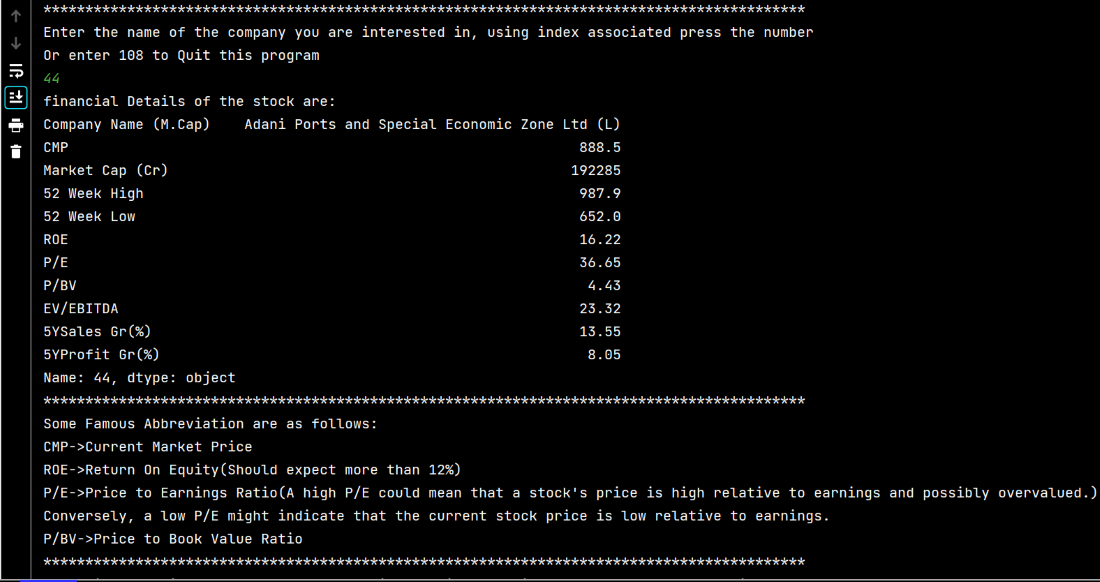 *******************************************************************************************
Enter the name of the company you are interested in, using index associated press the number
Or enter 108 to Quit this program
44
financial Details of the stock are:
Company Name (M.Cap)    Adani Ports and Special Economic Zone Ltd (L)
CMP                                                             888.5
Market Cap (Cr)                                                192285
52 Week High                                                    987.9
52 Week Low                                                     652.0
ROE                                                             16.22
P/E                                                             36.65
P/BV                                                             4.43
EV/EBITDA                                                       23.32
5YSales Gr(%)                                                   13.55
5YProfit Gr(%)                                                   8.05
Name: 44, dtype: object
*******************************************************************************************
Some Famous Abbreviation are as follows:
CMP->Current Market Price
ROE->Return On Equity(Should expect more than 12%)
P/E->Price to Earnings Ratio(A high P/E could mean that a stock's price is high relative to earnings and possibly overvalued.)
Conversely, a low P/E might indicate that the current stock price is low relative to earnings.
P/BV->Price to Book Value Ratio
*******************************************************************************************